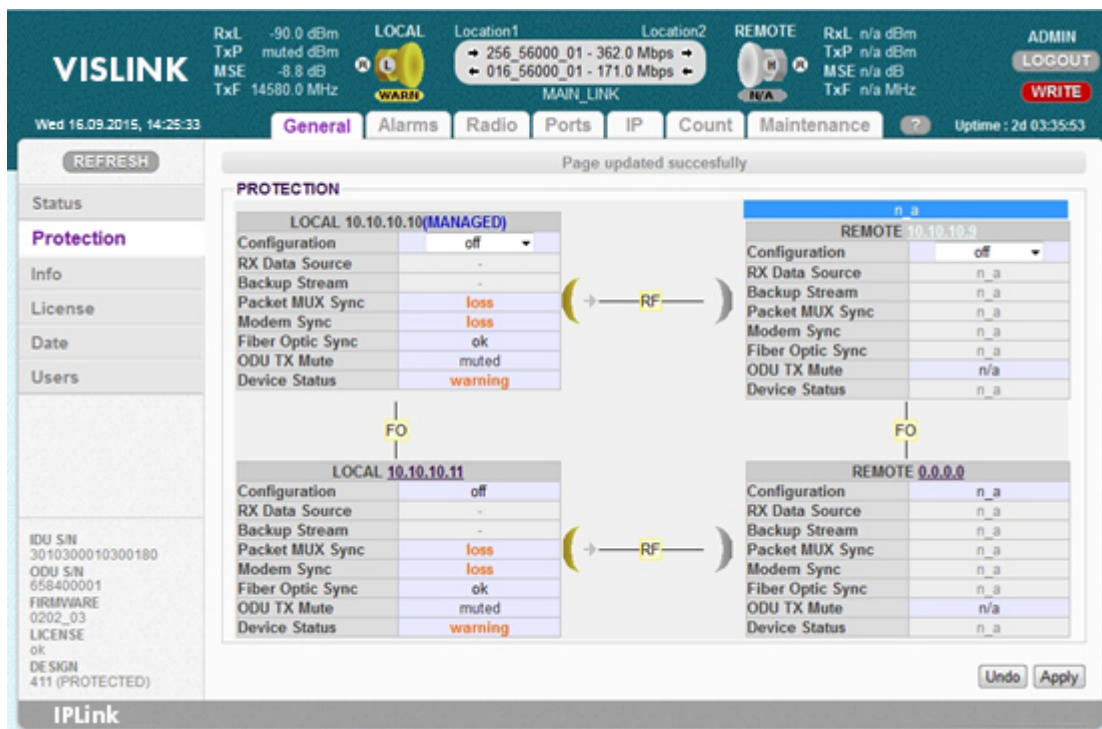 VISLINK
RxL -90.0 dBm
TxP muted dBm
MSE -8.8 dB
TxF 14580.0 MHz
LOCAL
R L
WARN
Location1 Location2
→ 256_56000_01 - 362.0 Mbps →
← 016_56000_01 - 171.0 Mbps ←
MAIN_LINK
REMOTE
H R
N/A
RxL n/a dBm
TxP n/a dBm
MSE n/a dB
TxF n/a MHz
ADMIN
LOGOUT
WRITE
Wed 16.09.2015, 14:25:33
General Alarms Radio Ports IP Count Maintenance ?
Uptime : 2d 03:35:53
REFRESH
Status
Protection
Info
License
Date
Users
IDU S/N
3010300010300180
ODU S/N
658400001
FIRMWARE
0202_03
LICENSE
ok
DESIGN
411 (PROTECTED)
Page updated succesfully
PROTECTION
LOCAL 10.10.10.10(MANAGED)
Configuration off
RX Data Source -
Backup Stream -
Packet MUX Sync loss
Modem Sync loss
Fiber Optic Sync ok
ODU TX Mute muted
Device Status warning
RF
n_a
REMOTE 10.10.10.9
Configuration off
RX Data Source n_a
Backup Stream n_a
Packet MUX Sync n_a
Modem Sync n_a
Fiber Optic Sync n_a
ODU TX Mute n/a
Device Status n_a
FO
FO
LOCAL 10.10.10.11
Configuration off
RX Data Source -
Backup Stream -
Packet MUX Sync loss
Modem Sync loss
Fiber Optic Sync ok
ODU TX Mute muted
Device Status warning
RF
REMOTE 0.0.0.0
Configuration n_a
RX Data Source n_a
Backup Stream n_a
Packet MUX Sync n_a
Modem Sync n_a
Fiber Optic Sync n_a
ODU TX Mute n/a
Device Status n_a
Undo Apply
IPLink